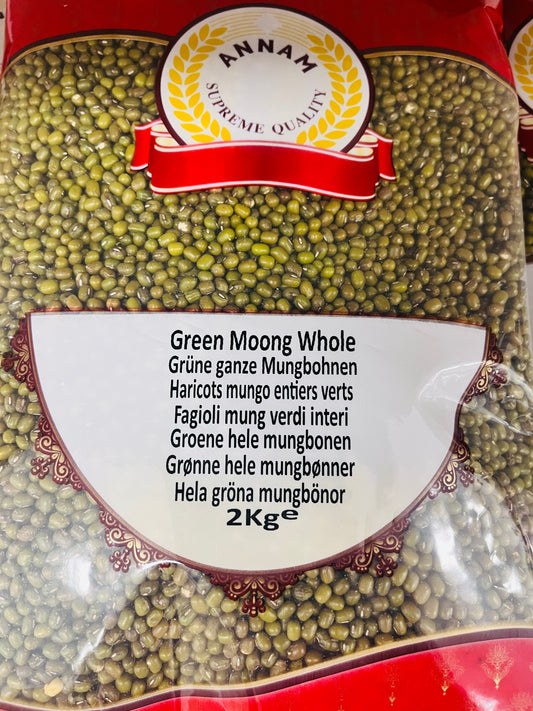 ANNAM
SUPREME QUALITY
Green Moong Whole
Grüne ganze Mungbohnen
Haricots mungo entiers verts
Fagioli mung verdi interi
Groene hele mungbonen
Grønne hele mungbønner
Hela gröna mungbönor
2Kge